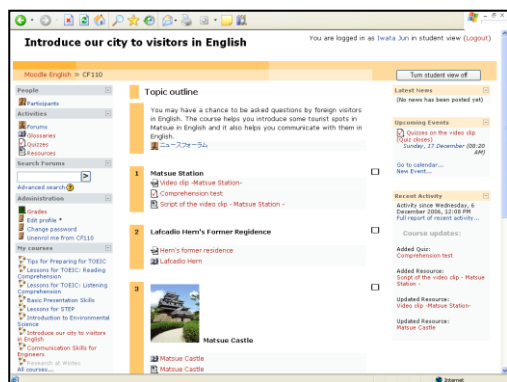 Introduce our city to visitors in English
You are logged in as Iwata Jun in student view (Logout)
Moodle English » CF110
Turn student view off
People
Participants
Activities
Forums
Glossaries
Quizzes
Resources
Search Forums
>
Advanced search ?
Administration
Grades
Edit profile *
Change password
Unenrol me from CF110
My courses
Tips for Preparing for TOEIC
Lessons for TOEIC: Reading
Comprehension
Lessons for TOEIC: Listening
Comprehension
Basic Presentation Skills
Lessons for STEP
Introduction to Environmental
Science
Introduce our city to visitors
in English
Communication Skills for
Engineers
Research at Wintec
All courses...
Topic outline
You may have a chance to be asked questions by foreign visitors
in English. The course helps you introduce some tourist spots in
Matsue in English and it also helps you communicate with them in
English.
ニュースフォーラム
1
Matsue Station
Video clip -Matsue Station-
Comprehension test
Script of the video clip - Matsue Station -
2
Lafcadio Hern's Former Regidence
Hern's former residence
Lafcadio Hern
3
Matsue Castle
Matsue Castle
Matsue Castle
Latest News
(No news has been posted yet)
Upcoming Events
Quizzes on the video clip
(Quiz closes)
Sunday, 17 December (08:20
AM)
Go to calendar...
New Event...
Recent Activity
Activity since Wednesday, 6
December 2006, 12:08 PM
Full report of recent activity...
Course updates:
Added Quiz:
Comprehension test
Added Resource:
Script of the video clip - Matsue
Station -
Updated Resource:
Video clip -Matsue Station-
Updated Resource:
Matsue Castle
Internet